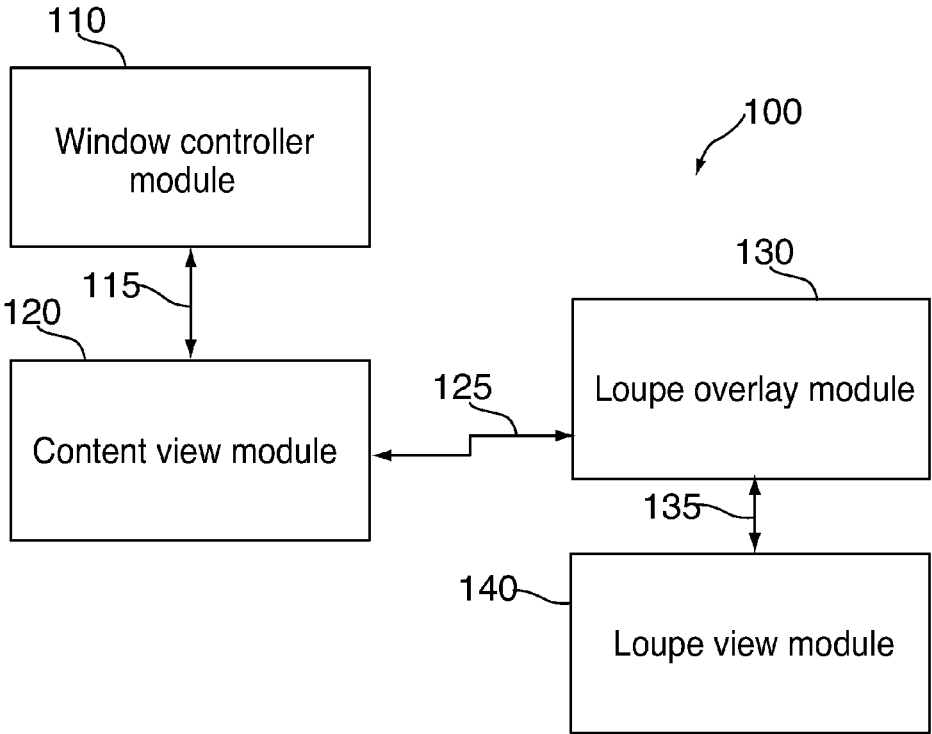 110
Window controller
module
100
115
130
120
125
Loupe overlay module
Content view module
135
140
Loupe view module